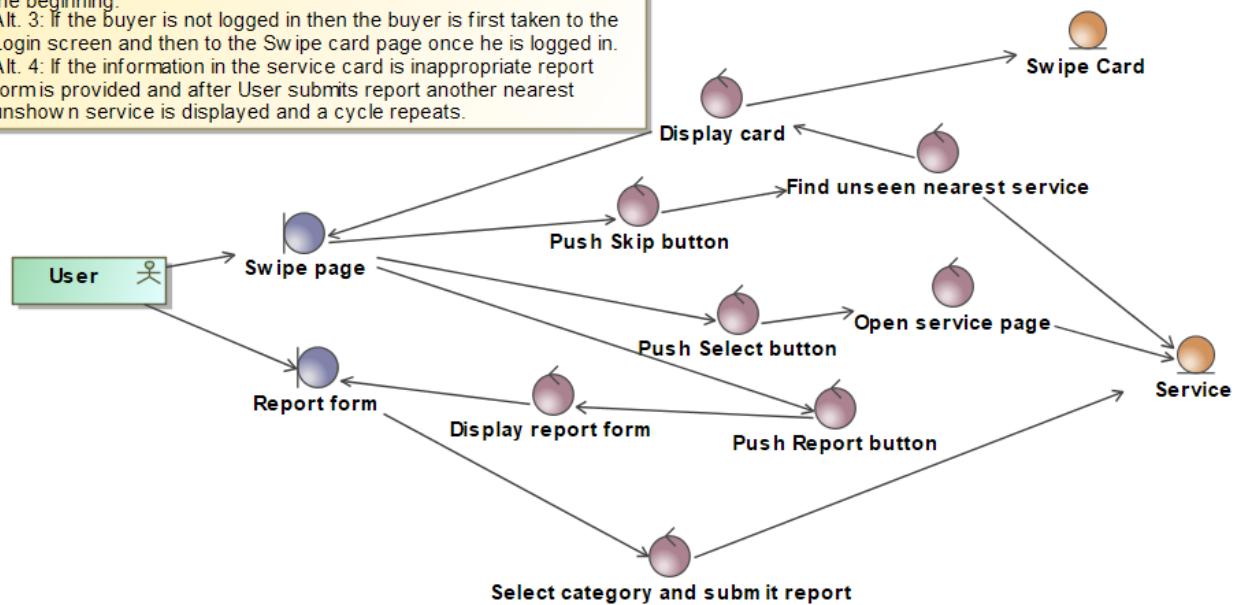 the beginning.
Alt. 3: If the buyer is not logged in then the buyer is first taken to the
Login screen and then to the Swipe card page once he is logged in.
Alt. 4: If the information in the service card is inappropriate report
form is provided and after User submits report another nearest
unshown service is displayed and a cycle repeats.
Swipe Card
Display card
Find unseen nearest service
Push Skip button
Swipe page
User
Open service page
Push Select button
Service
Report form
Display report form
Push Report button
Select category and submit report